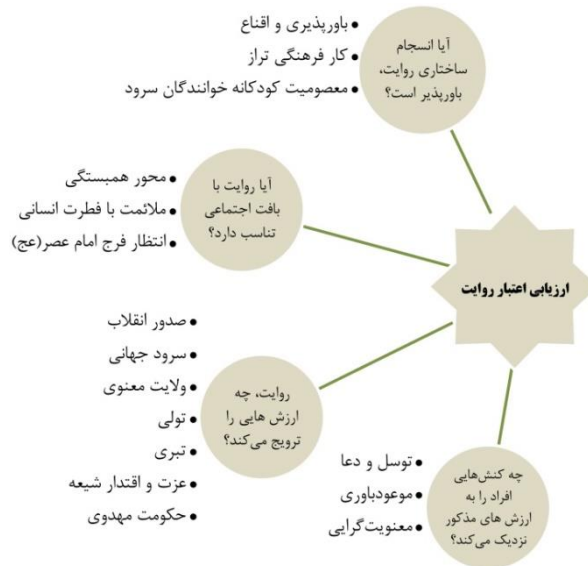 آیا انسجام
ساختاری روایت،
باورپذیر است؟
باورپذیری و اقناع
کار فرهنگی تراز
معصومیت کودکانه خوانندگان سرود
آیا روایت با
بافت اجتماعی
تناسب دارد؟
محور همبستگی
ملائمت با فطرت انسانی
انتظار فرج امام عصر(عج)
ارزیابی اعتبار روایت
روایت، چه
ارزش هایی را
ترویج می‌کند؟
صدور انقلاب
سرود جهانی
ولایت معنوی
تولی
تبری
عزت و اقتدار شیعه
حکومت مهدوی
چه کنش‌هایی
افراد را به
ارزش های مذکور
نزدیک می‌کند؟
توسل و دعا
موعودباوری
معنویت‌گرایی